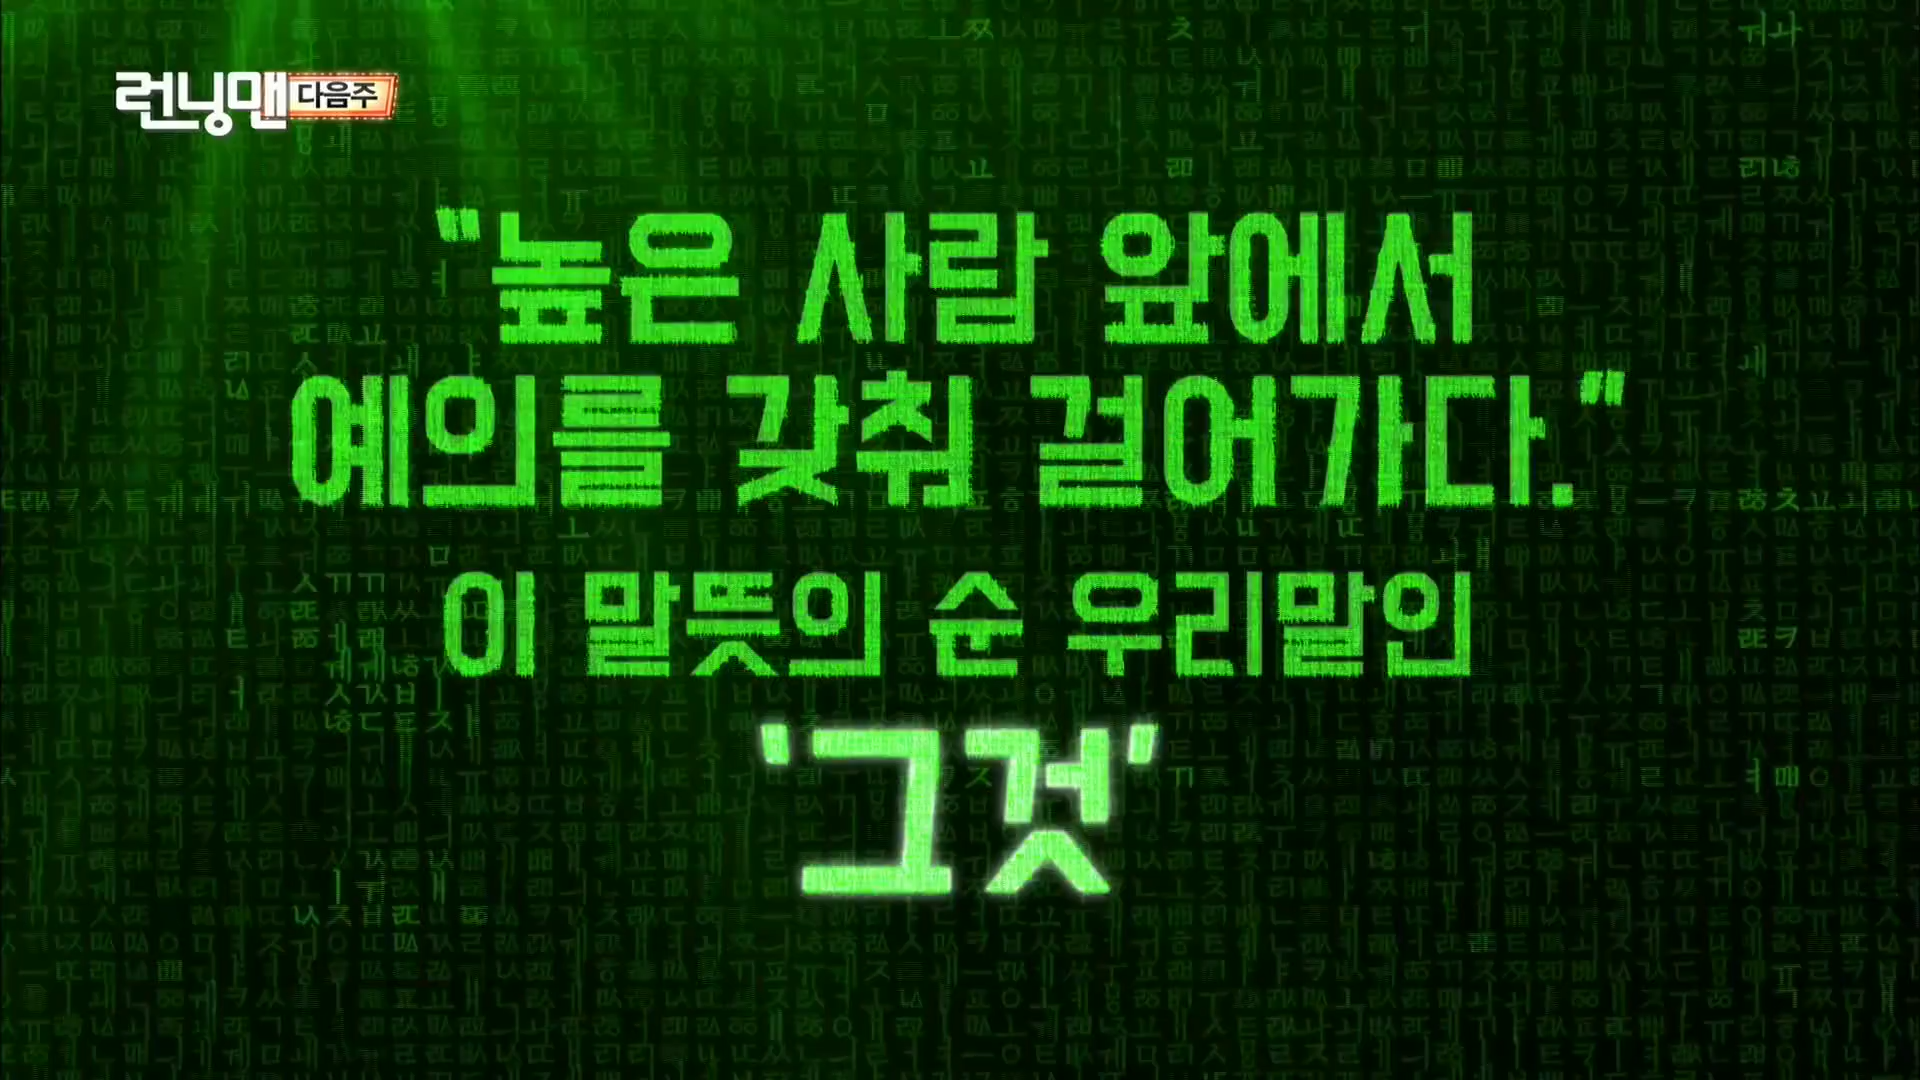 런닝맨 다음주
"높은 사람 앞에서
예의를 갖춰 걸어가다."
이 말뜻의 순 우리말인
'그것'